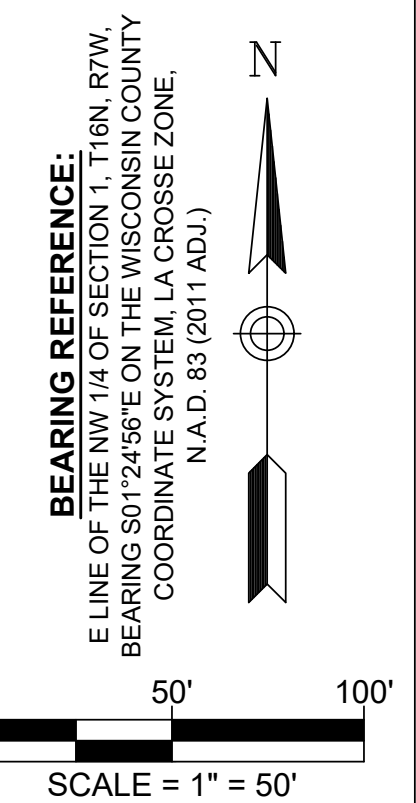 BEARING REFERENCE:
E LINE OF THE NW 1/4 OF SECTION 1, T16N, R7W,
BEARING S01°24'56"E ON THE WISCONSIN COUNTY
COORDINATE SYSTEM, LA CROSSE ZONE,
N.A.D. 83 (2011 ADJ.)
N
50' 100'
SCALE = 1" = 50'